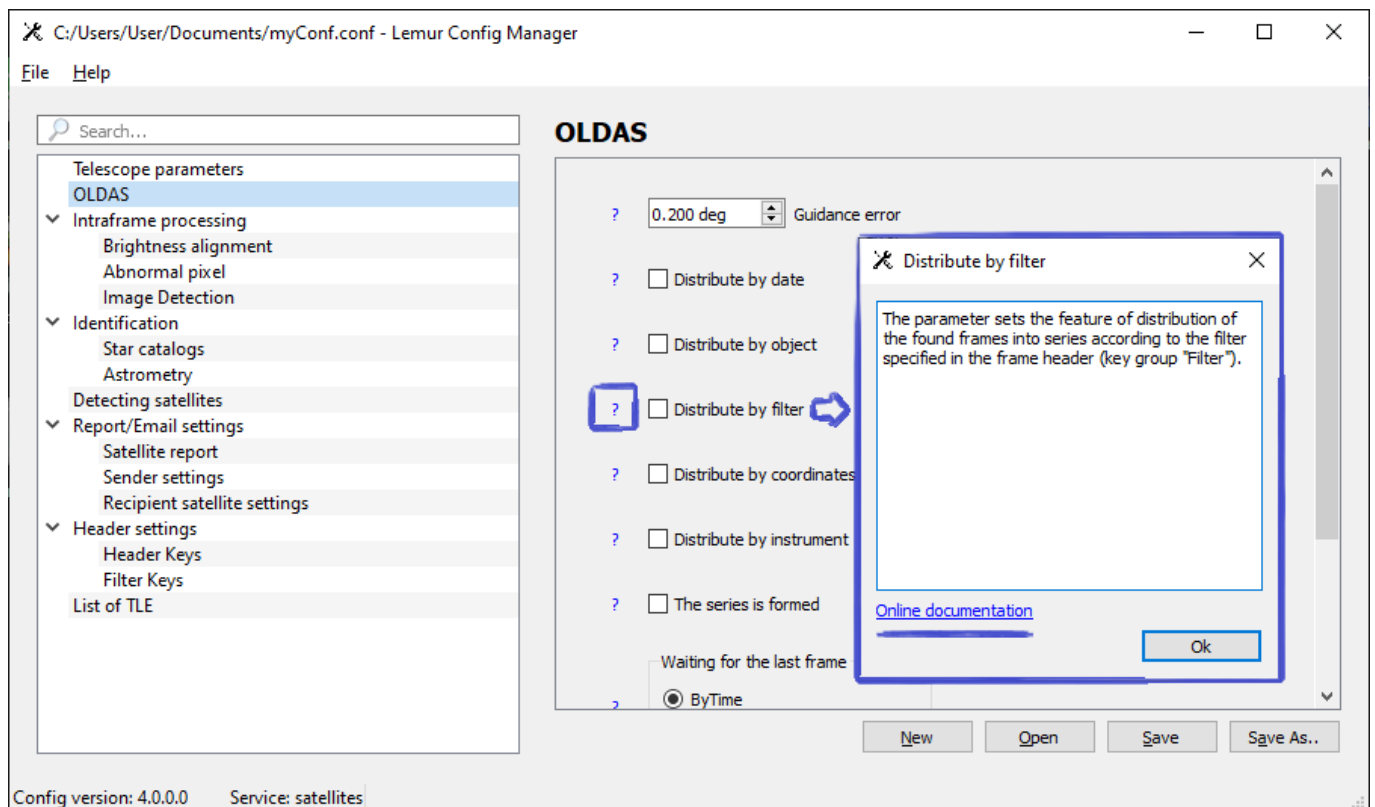 C:/Users/User/Documents/myConf.conf - Lemur Config Manager
File Help
Search...
Telescope parameters
OLDAS
Intraframe processing
Brightness alignment
Abnormal pixel
Image Detection
Identification
Star catalogs
Astrometry
Detecting satellites
Report/Email settings
Satellite report
Sender settings
Recipient satellite settings
Header settings
Header Keys
Filter Keys
List of TLE
OLDAS
? 0.200 deg Guidance error
? Distribute by date
? Distribute by object
? Distribute by filter
? Distribute by coordinates
? Distribute by instrument
? The series is formed
Waiting for the last frame
? ByTime
Distribute by filter
The parameter sets the feature of distribution of
the found frames into series according to the filter
specified in the frame header (key group "Filter").
Online documentation
Ok
New Open Save Save As..
Config version: 4.0.0.0 Service: satellites